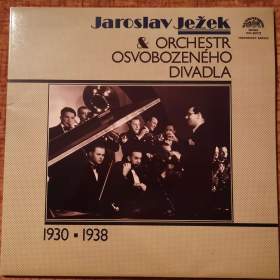 Jaroslav Ježek
& ORCHESTR
OSVOBOZENÉHO
DIVADLA
1930 • 1938